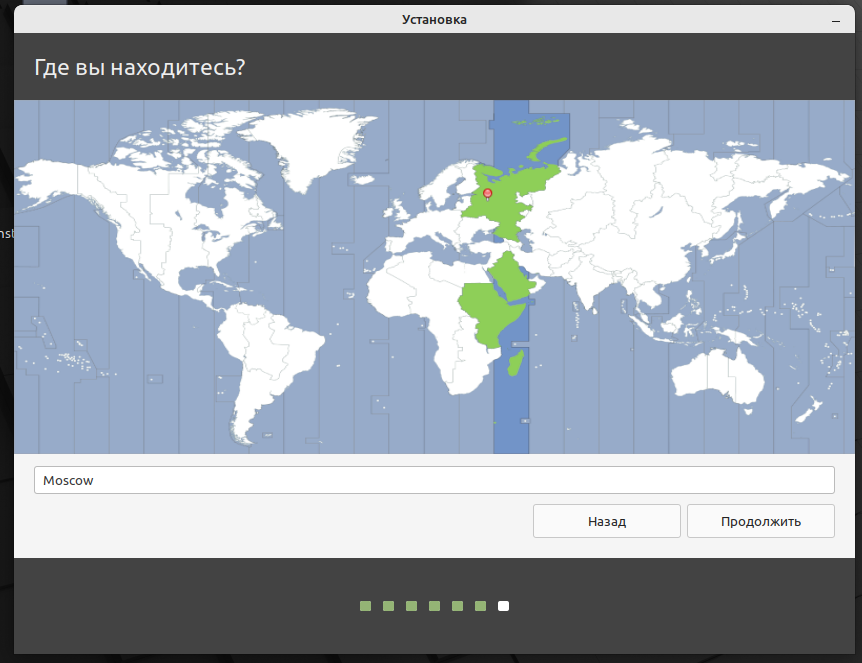 Установка
Где вы находитесь?
Moscow
Назад
Продолжить